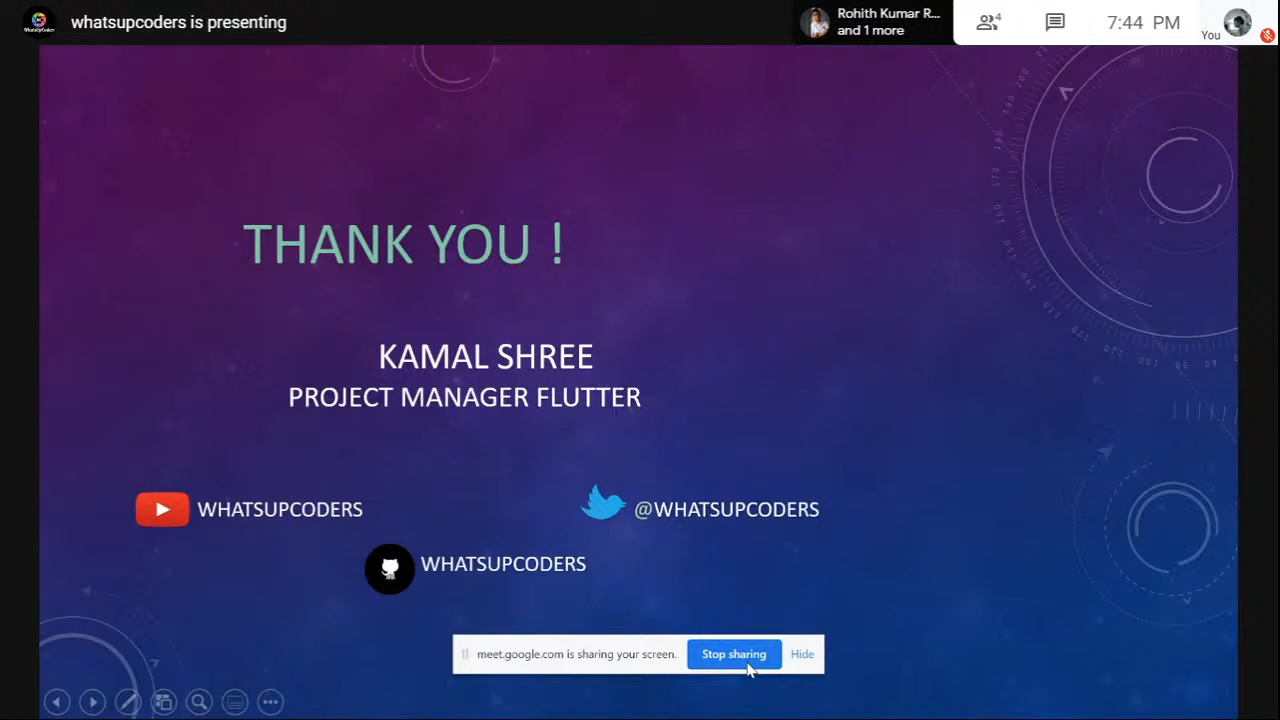 whatsupcoders is presenting
Rohith Kumar R...
and 1 more
4
7:44 PM
You
THANK YOU !
KAMAL SHREE
PROJECT MANAGER FLUTTER
WHATSUPCODERS
@WHATSUPCODERS
WHATSUPCODERS
meet.google.com is sharing your screen.
Stop sharing
Hide